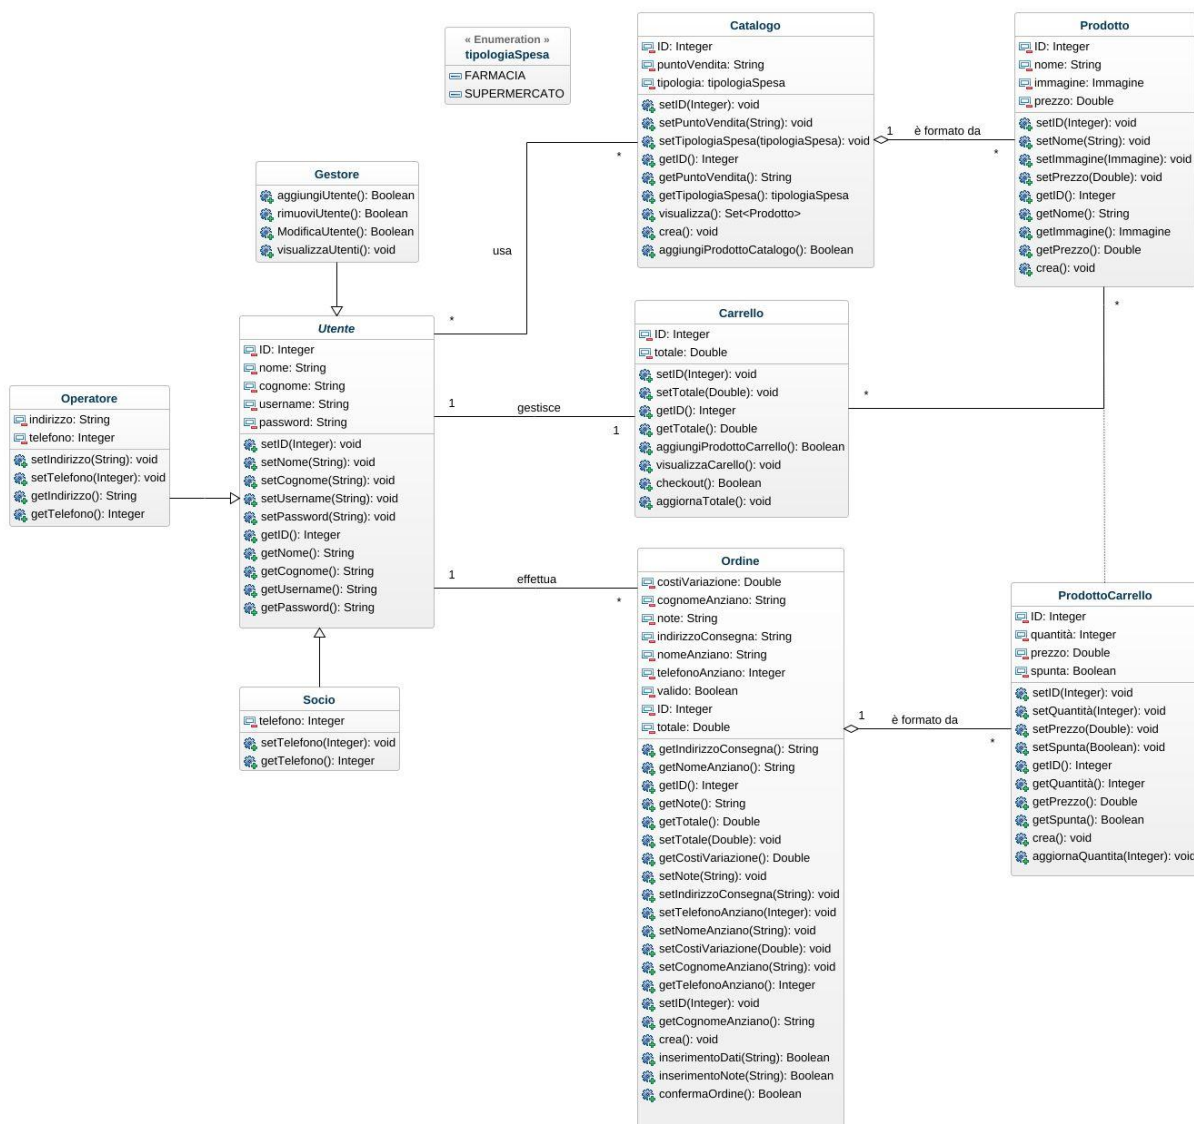 « Enumeration »
tipologiaSpesa
FARMACIA
SUPERMERCATO
Catalogo
ID: Integer
puntoVendita: String
tipologia: tipologiaSpesa
setID(Integer): void
setPuntoVendita(String): void
setTipologiaSpesa(tipologiaSpesa): void
getID(): Integer
getPuntoVendita(): String
getTipologiaSpesa(): tipologiaSpesa
visualizza(): Set<Prodotto>
crea(): void
aggiungiProdottoCatalogo(): Boolean
1
è formato da
*
Prodotto
ID: Integer
nome: String
immagine: Immagine
prezzo: Double
setID(Integer): void
setNome(String): void
setImmagine(Immagine): void
setPrezzo(Double): void
getID(): Integer
getNome(): String
getImmagine(): Immagine
getPrezzo(): Double
crea(): void
*
Gestore
aggiungiUtente(): Boolean
rimuoviUtente(): Boolean
ModificaUtente(): Boolean
visualizzaUtenti(): void
*
usa
*
Utente
ID: Integer
nome: String
cognome: String
username: String
password: String
setID(Integer): void
setNome(String): void
setCognome(String): void
setUsername(String): void
setPassword(String): void
getID(): Integer
getNome(): String
getCognome(): String
getUsername(): String
getPassword(): String
Operatore
indirizzo: String
telefono: Integer
setIndirizzo(String): void
setTelefono(Integer): void
getIndirizzo(): String
getTelefono(): Integer
1
gestisce
1
Carrello
ID: Integer
totale: Double
setID(Integer): void
setTotale(Double): void
getID(): Integer
getTotale(): Double
aggiungiProdottoCarrello(): Boolean
visualizzaCarello(): void
checkout(): Boolean
aggiornaTotale(): void
*
1
effettua
*
Socio
telefono: Integer
setTelefono(Integer): void
getTelefono(): Integer
Ordine
costiVariazione: Double
cognomeAnziano: String
note: String
indirizzoConsegna: String
nomeAnziano: String
telefonoAnziano: Integer
valido: Boolean
ID: Integer
totale: Double
getIndirizzoConsegna(): String
getNomeAnziano(): String
getID(): Integer
getNote(): String
getTotale(): Double
setTotale(Double): void
getCostiVariazione(): Double
setNote(String): void
setIndirizzoConsegna(String): void
setTelefonoAnziano(Integer): void
setNomeAnziano(String): void
setCostiVariazione(Double): void
setCognomeAnziano(String): void
getTelefonoAnziano(): Integer
setID(Integer): void
getCognomeAnziano(): String
crea(): void
inserimentoDati(String): Boolean
inserimentoNote(String): Boolean
confermaOrdine(): Boolean
1
è formato da
*
ProdottoCarrello
ID: Integer
quantità: Integer
prezzo: Double
spunta: Boolean
setID(Integer): void
setQuantità(Integer): void
setPrezzo(Double): void
setSpunta(Boolean): void
getID(): Integer
getQuantità(): Integer
getPrezzo(): Double
getSpunta(): Boolean
crea(): void
aggiornaQuantita(Integer): void